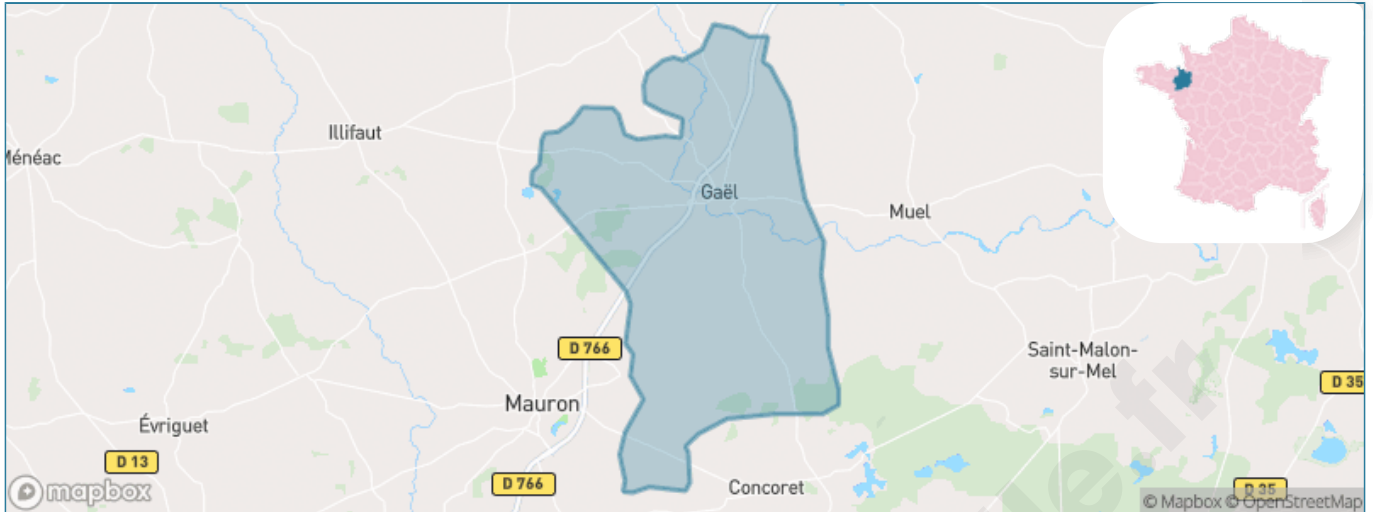 Illifaut
Ménéac
Gaël
Muel
D 766
Saint-Malon-
sur-Mel
D 35
Mauron
Évriguet
D 13
D 766
Concoret
D 35
mapbox
© Mapbox © OpenStreetMap